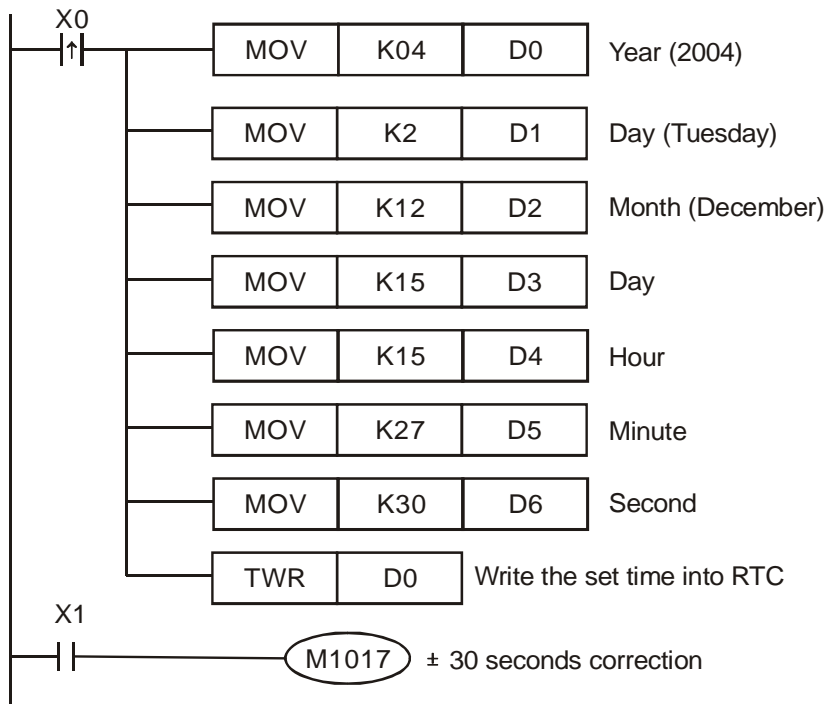 X0
MOV K04 D0 Year (2004)
MOV K2 D1 Day (Tuesday)
MOV K12 D2 Month (December)
MOV K15 D3 Day
MOV K15 D4 Hour
MOV K27 D5 Minute
MOV K30 D6 Second
TWR D0 Write the set time into RTC
X1
M1017 ± 30 seconds correction